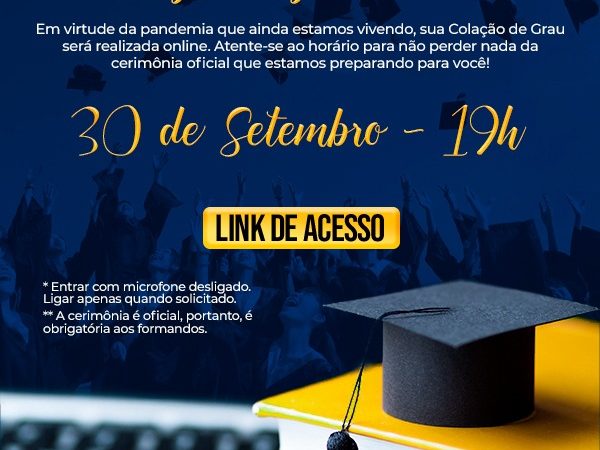 Em virtude da pandemia que ainda estamos vivendo, sua Colação de Grau
será realizada online. Atente-se ao horário para não perder nada da
cerimônia oficial que estamos preparando para você!
30 de Setembro - 19h
LINK DE ACESSO
* Entrar com microfone desligado.
Ligar apenas quando solicitado.
** A cerimônia é oficial, portanto, é
obrigatória aos formandos.